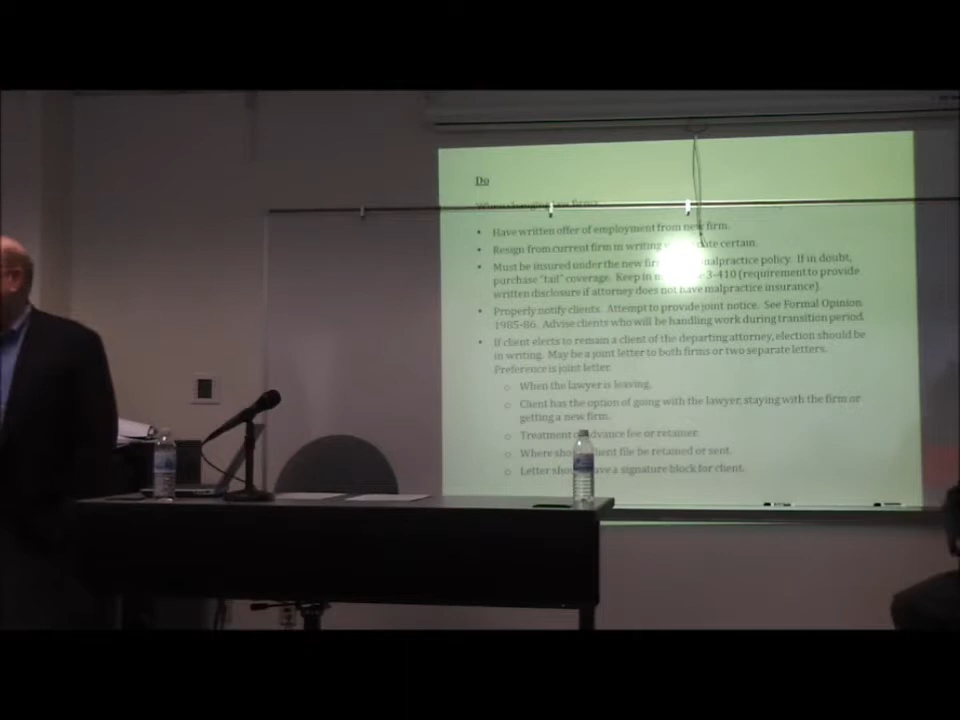 Do
When changing law firms:
• Have written offer of employment from new firm.
• Resign from current firm in writing date certain.
• Must be insured under the new malpractice policy. If in doubt,
purchase "tail" coverage. Keep in 3-410 (requirement to provide
written disclosure if attorney does not have malpractice insurance).
• Properly notify clients. Attempt to provide joint notice. See Formal Opinion
1985-86. Advise clients who will be handling work during transition period.
• If client elects to remain a client of the departing attorney, election should be
in writing. May be a joint letter to both firms or two separate letters.
Preference is joint letter.
o When the lawyer is leaving.
o Client has the option of going with the lawyer, staying with the firm or
getting a new firm.
o Treatment of advance fee or retainer.
o Where should client file be retained or sent.
o Letter should have a signature block for client.